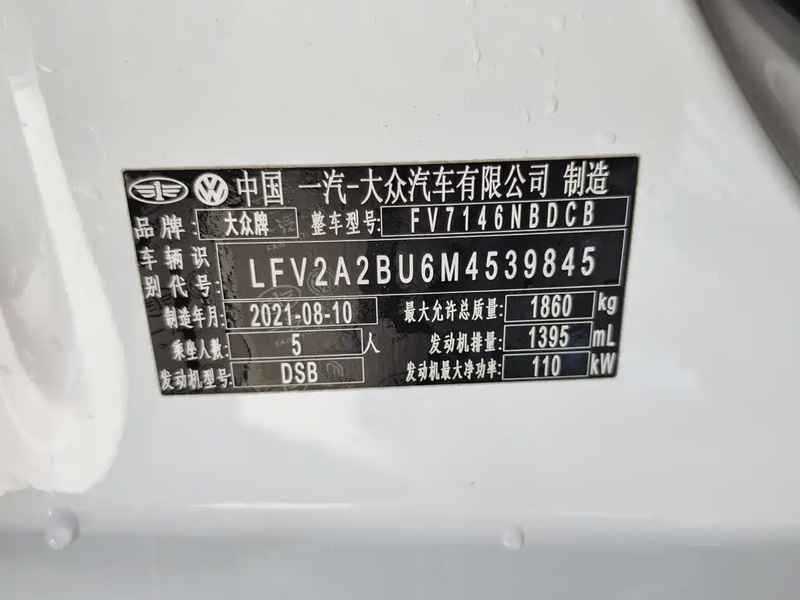 中国 一汽-大众汽车有限公司 制造
品牌: 大众牌 整车型号: FV7146NBDCB
车辆识别代号: LFV2A2BU6M4539845
制造年月: 2021-08-10 最大允许总质量: 1860 kg
乘坐人数: 5 人 发动机排量: 1395 mL
发动机型号: DSB 发动机最大净功率: 110 kW